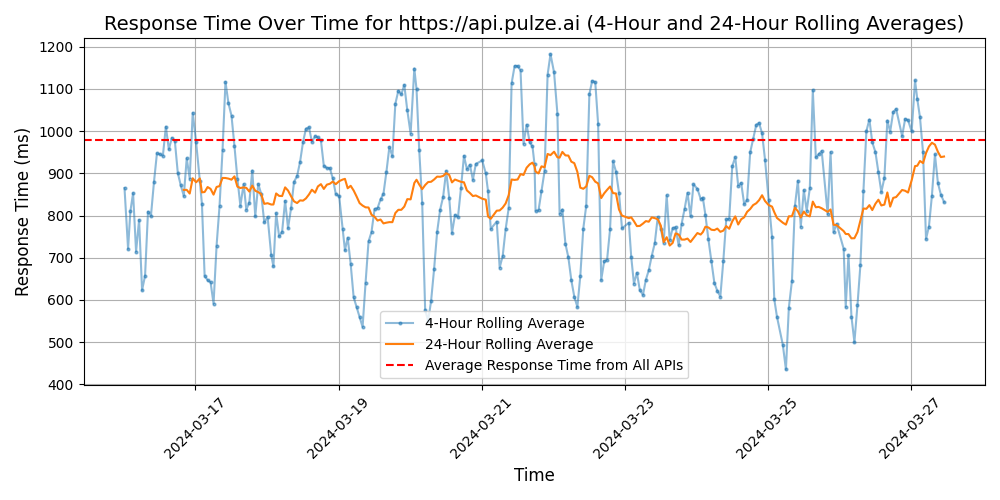 Response Time Over Time for https://api.pulze.ai (4-Hour and 24-Hour Rolling Averages)
Response Time (ms)
1200
1100
1000
900
800
700
600
500
400
4-Hour Rolling Average
24-Hour Rolling Average
Average Response Time from All APIs
2024-03-17
2024-03-19
2024-03-21
2024-03-23
2024-03-25
2024-03-27
Time